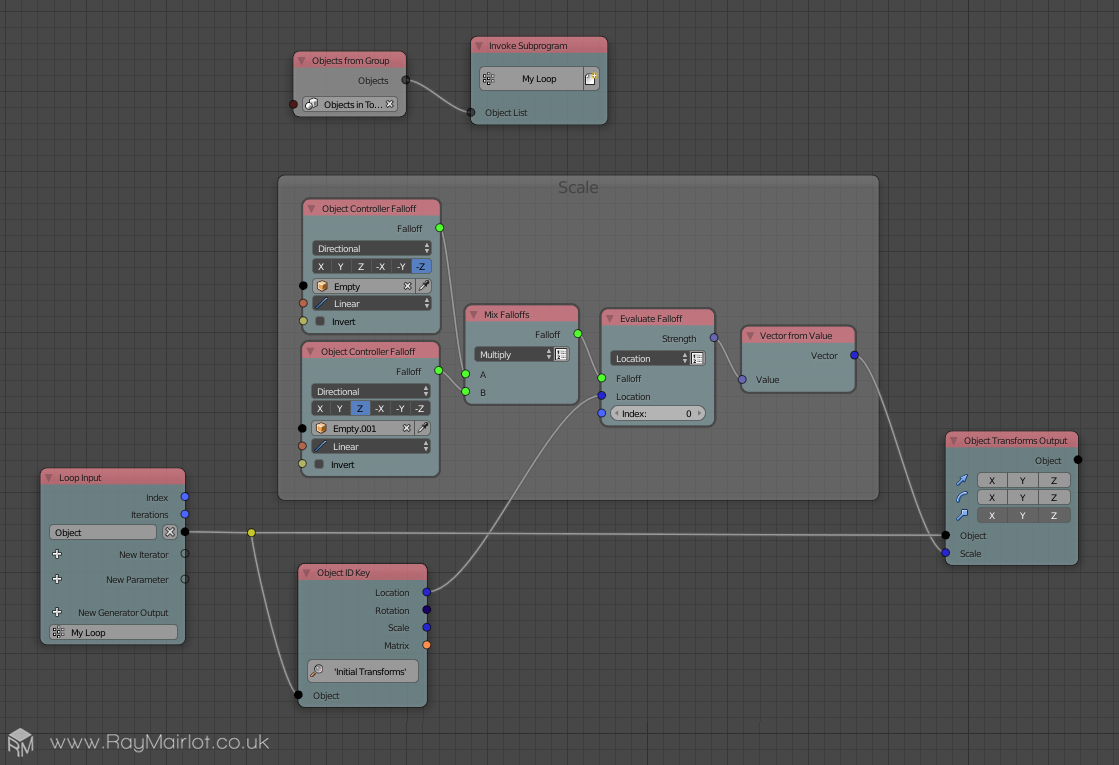 Objects from Group
Objects
Objects in To...
Invoke Subprogram
My Loop
Object List
Scale
Object Controller Falloff
Falloff
Directional
X Y Z -X -Y -Z
Empty
Linear
Invert
Object Controller Falloff
Falloff
Directional
X Y Z -X -Y -Z
Empty.001
Linear
Invert
Mix Falloffs
Falloff
Multiply
A
B
Evaluate Falloff
Strength
Location
Falloff
Location
Index: 0
Vector from Value
Vector
Value
Object Transforms Output
Object
X Y Z
X Y Z
X Y Z
Object
Scale
Loop Input
Index
Iterations
Object
New Iterator
New Parameter
New Generator Output
My Loop
Object ID Key
Location
Rotation
Scale
Matrix
'Initial Transforms'
Object
RM www.RayMairlot.co.uk